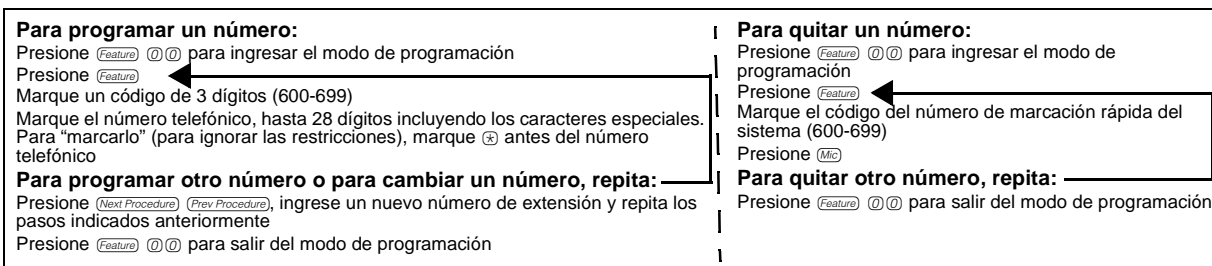 Para programar un número:
Presione Feature 0 0 para ingresar el modo de programación
Presione Feature
Marque un código de 3 dígitos (600-699)
Marque el número telefónico, hasta 28 dígitos incluyendo los caracteres especiales.
Para “marcarlo” (para ignorar las restricciones), marque * antes del número
telefónico
Para programar otro número o para cambiar un número, repita:
Presione Next Procedure Prev Procedure, ingrese un nuevo número de extensión y repita los
pasos indicados anteriormente
Presione Feature 0 0 para salir del modo de programación
Para quitar un número:
Presione Feature 0 0 para ingresar el modo de
programación
Presione Feature
Marque el código del número de marcación rápida del
sistema (600-699)
Presione Mic
Para quitar otro número, repita:
Presione Feature 0 0 para salir del modo de programación